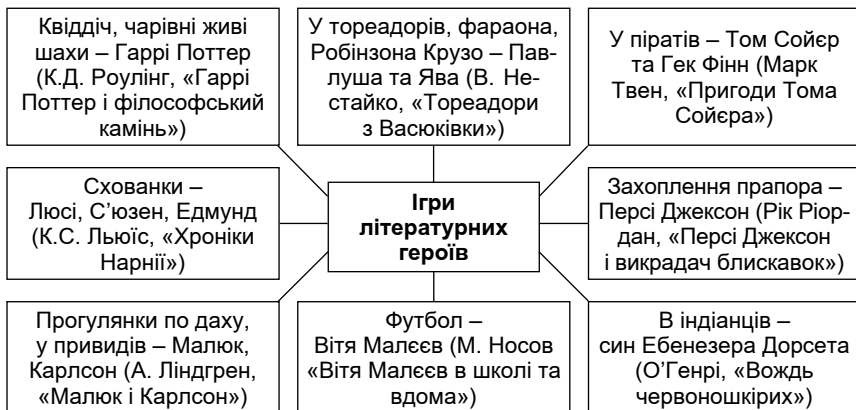 Квіддіч, чарівні живі
шахи – Гаррі Поттер
(К.Д. Роулінг, «Гаррі
Поттер і філософський
камінь»)
У тореадорів, фараона,
Робінзона Крузо – Пав-
луша та Ява (В. Не-
стайко, «Тореадори
з Васюківки»)
У піратів – Том Сойєр
та Гек Фінн (Марк
Твен, «Пригоди Тома
Сойєра»)
Схованки –
Люсі, С’юзен, Едмунд
(К.С. Льюїс, «Хроніки
Нарнії»)
Ігри
літературних
героїв
Захоплення прапора –
Персі Джексон (Рік Ріор-
дан, «Персі Джексон
і викрадач блискавок»)
Прогулянки по даху,
у привидів – Малюк,
Карлсон (А. Ліндгрен,
«Малюк і Карлсон»)
Футбол –
Вітя Малєєв (М. Носов
«Вітя Малєєв в школі та
вдома»)
В індіанців –
син Ебенезера Дорсета
(О’Генрі, «Вождь
червоношкірих»)